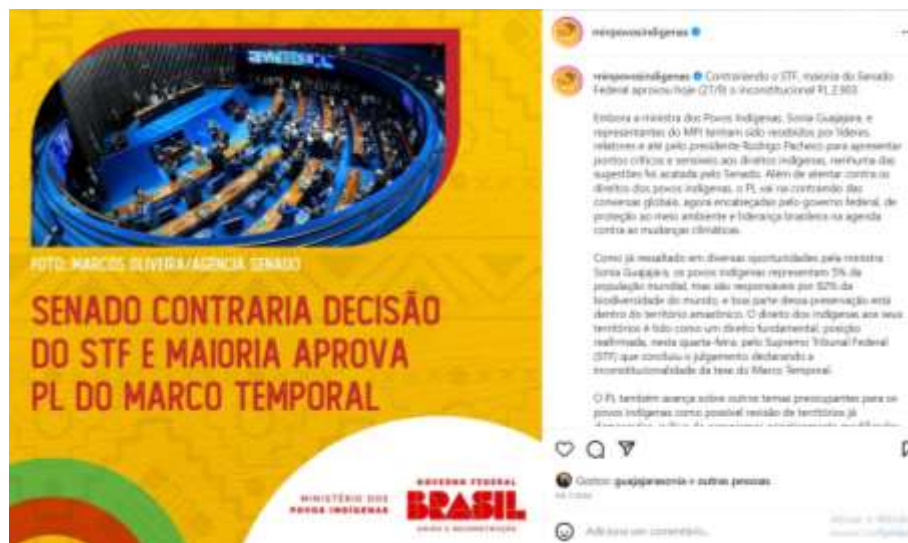 FOTO: MARCOS OLIVEIRA/AGÊNCIA SENADO
SENADO CONTRARIA DECISÃO
DO STF E MAIORIA APROVA
PL DO MARCO TEMPORAL
MINISTÉRIO DOS
POVOS INDÍGENAS
GOVERNO FEDERAL
BRASIL
UNIÃO E RECONSTRUÇÃO
minpovosindigenas
minpovosindigenas Contrariando o STF, maioria do Senado
Federal aprovou hoje (27/9) o inconstitucional PL 2.903.
Embora a ministra dos Povos Indígenas, Sonia Guajajara, e
representantes do MPI tenham sido recebidos por líderes,
relatores e até pelo presidente Rodrigo Pacheco para apresentar
pontos críticos e sensíveis aos direitos indígenas, nenhuma das
sugestões foi acatada pelo Senado. Além de atentar contra os
direitos dos povos indígenas, o PL vai na contramão das
conversas globais, agora encabeçadas pelo governo federal, de
proteção ao meio ambiente e liderança brasileira na agenda
contra as mudanças climáticas.
Como já ressaltado em diversas oportunidades pela ministra
Sonia Guajajara, os povos indígenas representam 5% da
população mundial, mas são responsáveis por 82% da
biodiversidade do mundo, e boa parte dessa preservação está
dentro do território amazônico. O direito dos indígenas aos seus
territórios é tido como um direito fundamental, posição
reafirmada, nesta quarta-feira, pelo Supremo Tribunal Federal
(STF) que concluiu o julgamento declarando a
inconstitucionalidade da tese do Marco Temporal.
O PL também avança sobre outros temas preocupantes para os
povos indígenas como possível revisão de territórios já
Gostos: guajajarasonia e outras pessoas
Adiciona um comentário...